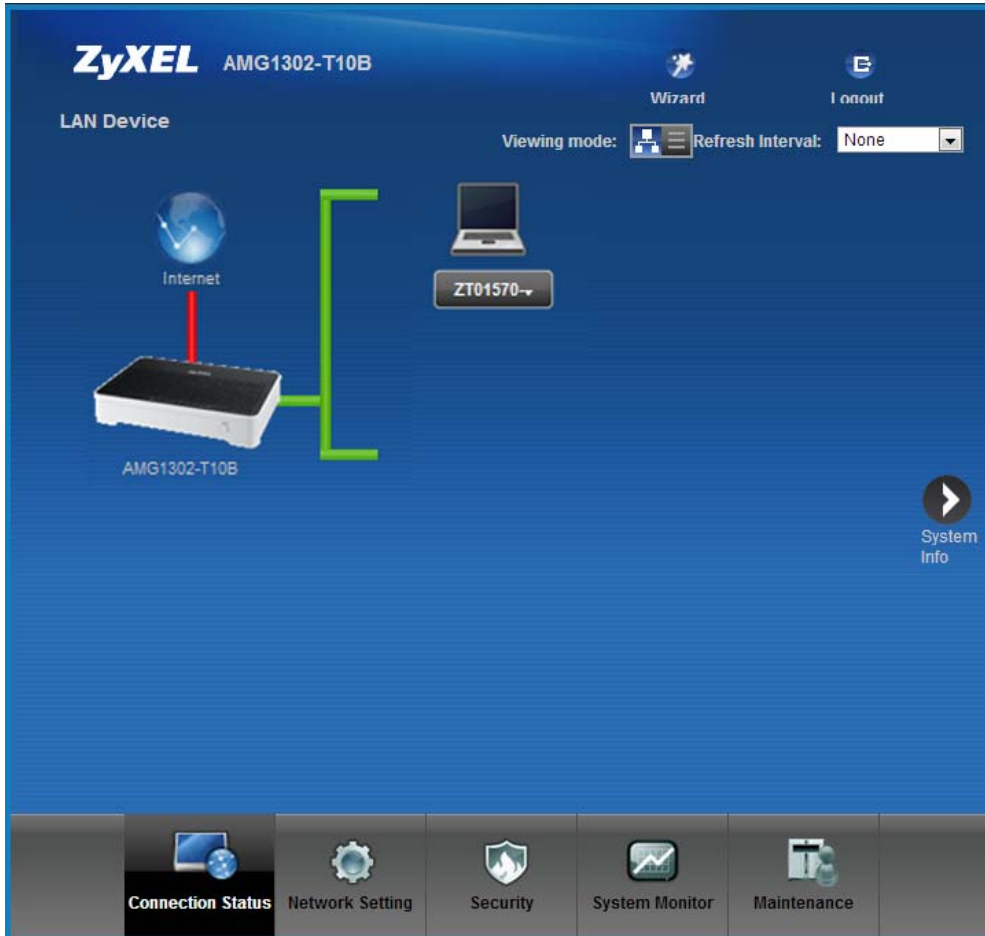 ZyXEL AMG1302-T10B
Wizard
Logout
LAN Device
Viewing mode:
Refresh Interval: None
Internet
ZT01570-
AMG1302-T10B
System
Info
Connection Status
Network Setting
Security
System Monitor
Maintenance